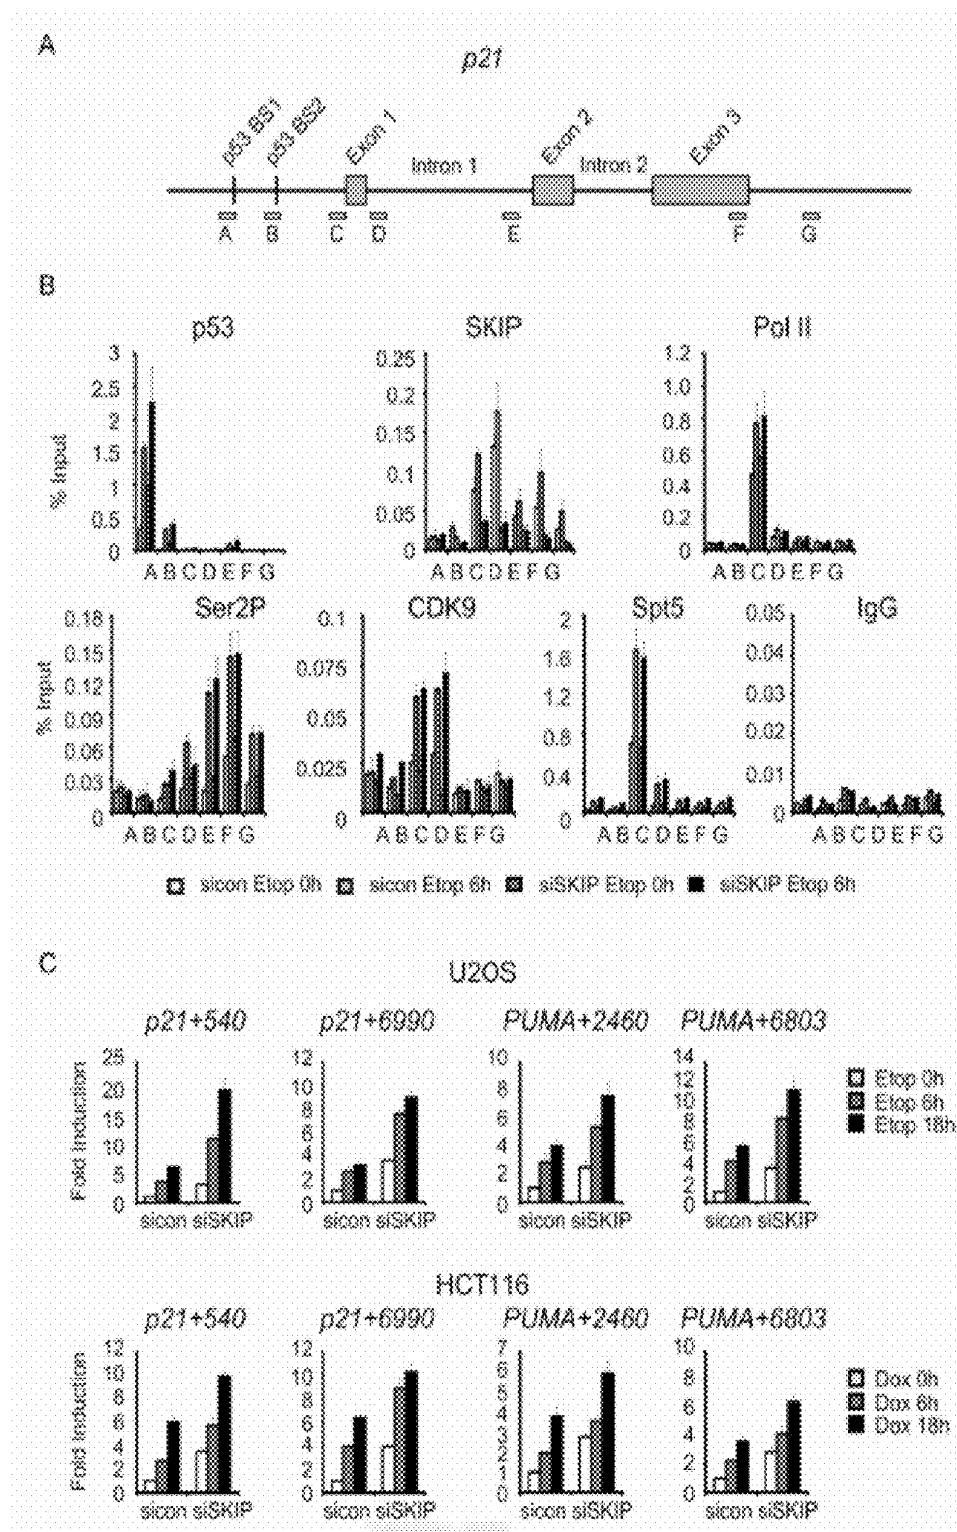 A
p21
p53 BS1
p53 BS2
Exon 1
Intron 1
Exon 2
Intron 2
Exon 3
A B C D E F G
B
p53 SKIP Pol II
% Input
3
2.5
2
1.5
1
0.5
0
A B C D E F G
0.25
0.2
0.15
0.1
0.05
0
A B C D E F G
1.2
1.0
0.8
0.6
0.4
0.2
0
A B C D E F G
Ser2P CDK9 Spt5 IgG
% Input
0.18
0.15
0.12
0.09
0.06
0.03
0
A B C D E F G
0.1
0.075
0.05
0.025
0
A B C D E F G
2
1.6
1.2
0.8
0.4
0
A B C D E F G
0.05
0.04
0.03
0.02
0.01
0
A B C D E F G
sicon Etop 0h sicon Etop 6h siSKIP Etop 0h siSKIP Etop 6h
C
U2OS
p21+540 p21+6990 PUMA+2460 PUMA+6803
Fold Induction
25
20
15
10
5
0
sicon siSKIP
12
10
8
6
4
2
0
sicon siSKIP
10
8
6
4
2
0
sicon siSKIP
14
12
10
8
6
4
2
0
sicon siSKIP
Etop 0h
Etop 6h
Etop 18h
HCT116
p21+540 p21+6990 PUMA+2460 PUMA+6803
Fold Induction
12
10
8
6
4
2
0
sicon siSKIP
12
10
8
6
4
2
0
sicon siSKIP
7
6
5
4
3
2
1
0
sicon siSKIP
10
8
6
4
2
0
sicon siSKIP
Dox 0h
Dox 6h
Dox 18h